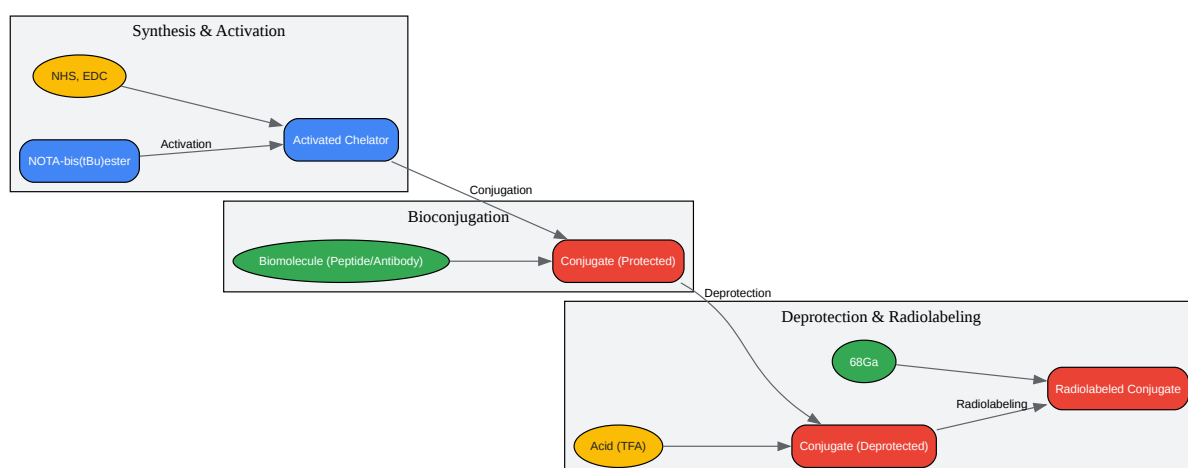 Synthesis & Activation
NHS, EDC
Activated Chelator
Activation
NOTA-bis(tBu)ester
Conjugation
Bioconjugation
Biomolecule (Peptide/Antibody)
Conjugate (Protected)
Deprotection
Deprotection & Radiolabeling
68Ga
Radiolabeled Conjugate
Radiolabeling
Acid (TFA)
Conjugate (Deprotected)